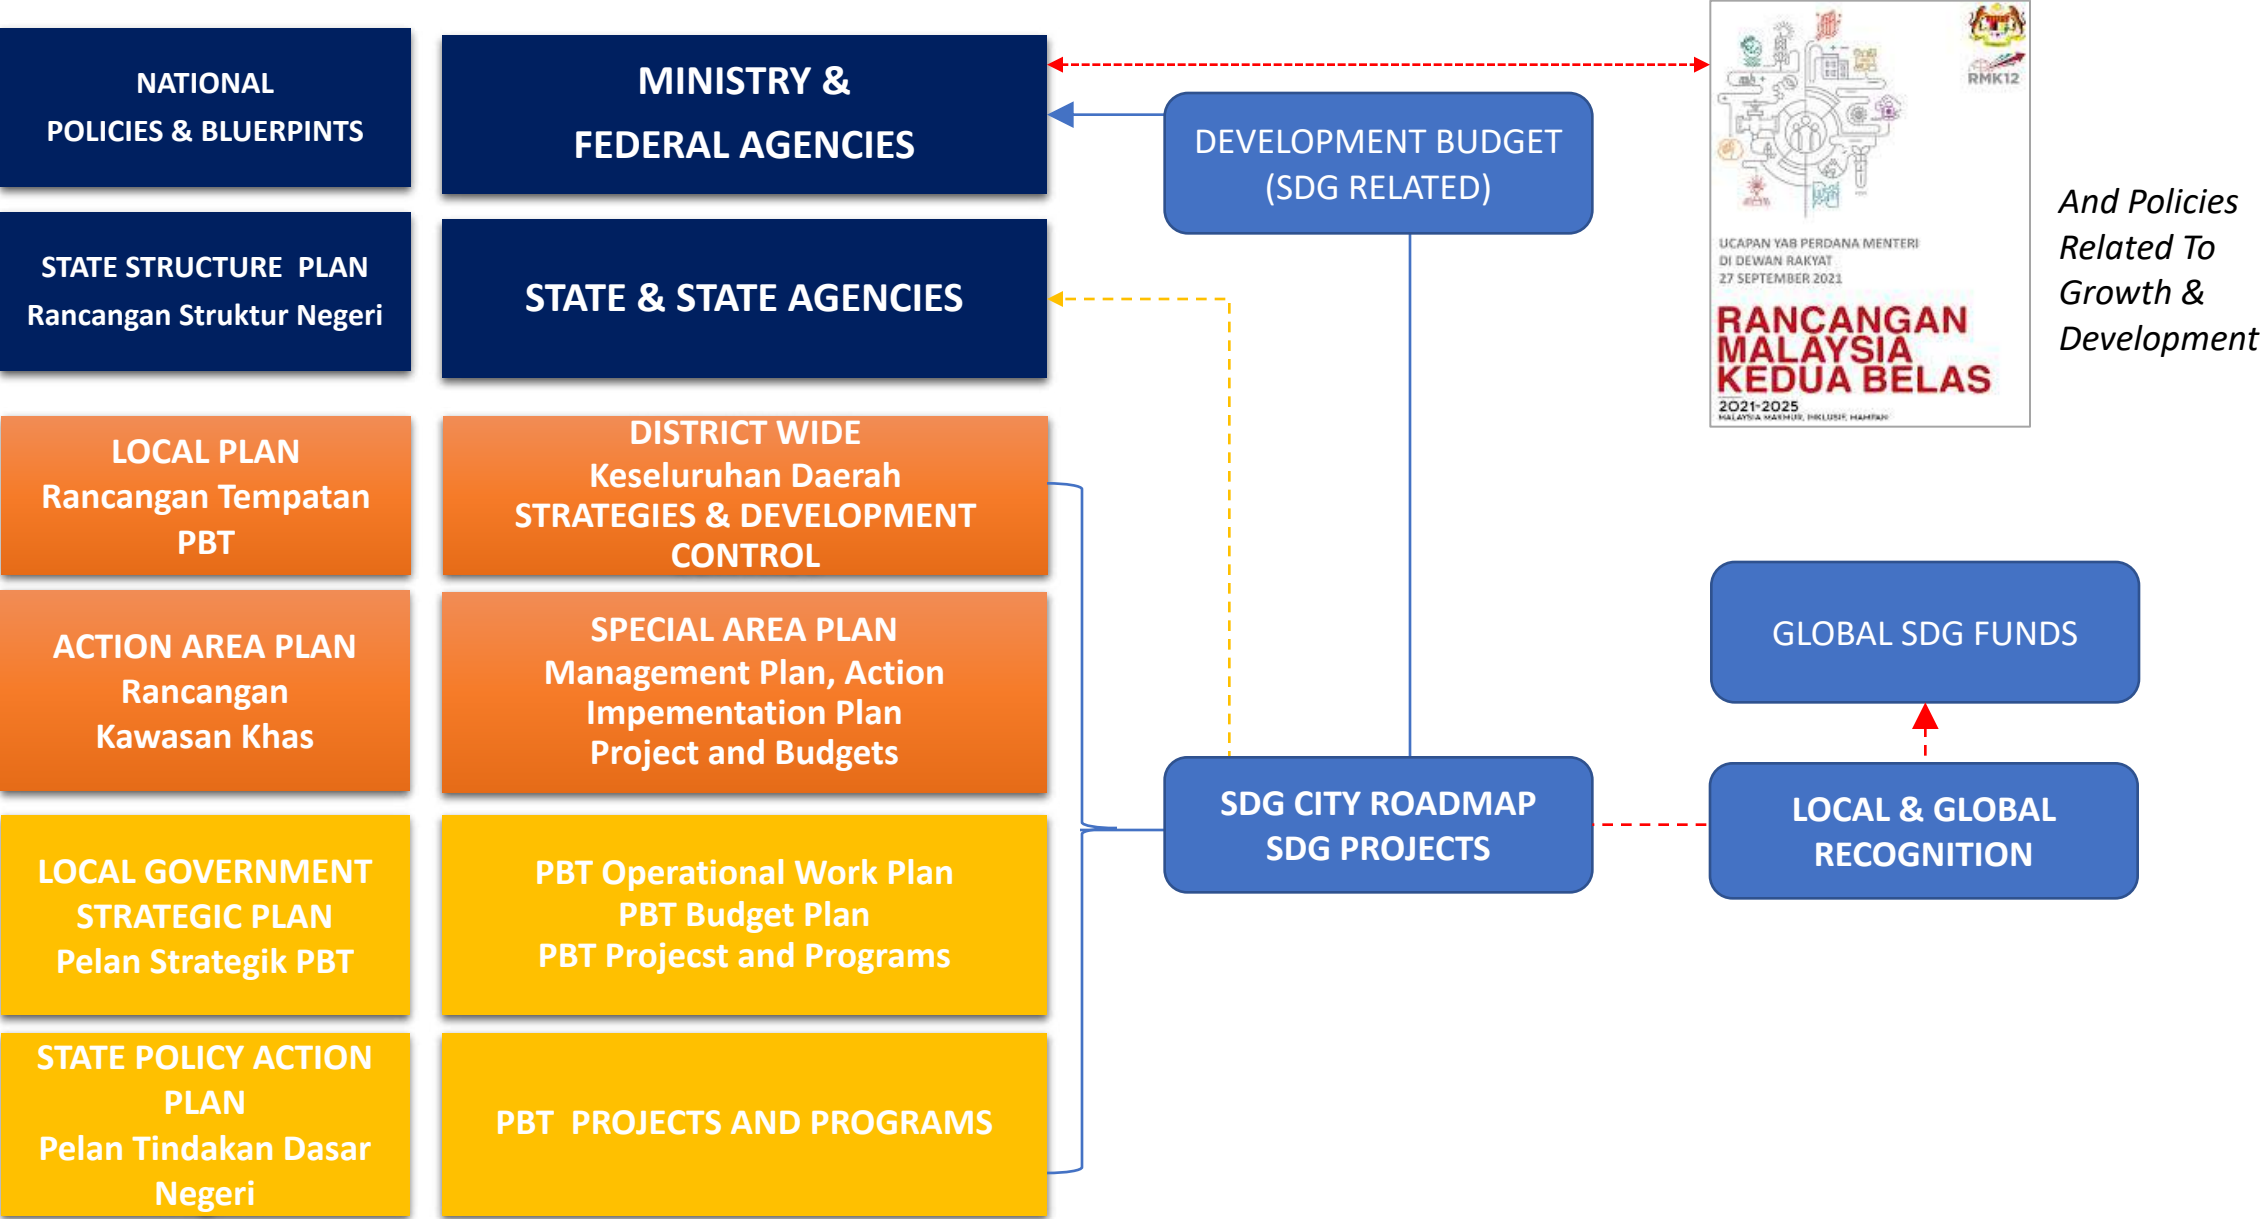 NATIONAL
POLICIES & BLUERPINTS
MINISTRY &
FEDERAL AGENCIES
DEVELOPMENT BUDGET
(SDG RELATED)
RMK12
UCAPAN YAB PERDANA MENTERI
DI DEWAN RAKYAT
27 SEPTEMBER 2021
RANCANGAN
MALAYSIA
KEDUA BELAS
2021-2025
MALAYSIA MAKMUR, INKLUSIF, MAMPAN
And Policies
Related To
Growth &
Development
STATE STRUCTURE PLAN
Rancangan Struktur Negeri
STATE & STATE AGENCIES
LOCAL PLAN
Rancangan Tempatan
PBT
DISTRICT WIDE
Keseluruhan Daerah
STRATEGIES & DEVELOPMENT
CONTROL
ACTION AREA PLAN
Rancangan
Kawasan Khas
SPECIAL AREA PLAN
Management Plan, Action
Impementation Plan
Project and Budgets
GLOBAL SDG FUNDS
SDG CITY ROADMAP
SDG PROJECTS
LOCAL & GLOBAL
RECOGNITION
LOCAL GOVERNMENT
STRATEGIC PLAN
Pelan Strategik PBT
PBT Operational Work Plan
PBT Budget Plan
PBT Projecst and Programs
STATE POLICY ACTION
PLAN
Pelan Tindakan Dasar
Negeri
PBT PROJECTS AND PROGRAMS